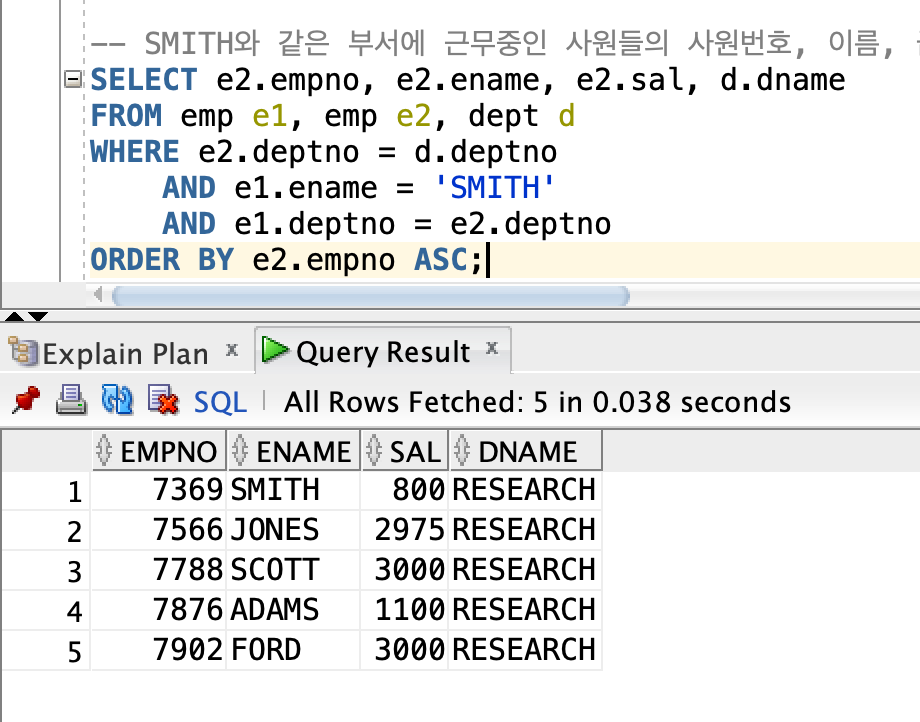 -- SMITH와 같은 부서에 근무중인 사원들의 사원번호, 이름,
SELECT e2.empno, e2.ename, e2.sal, d.dname
FROM emp e1, emp e2, dept d
WHERE e2.deptno = d.deptno
AND e1.ename = 'SMITH'
AND e1.deptno = e2.deptno
ORDER BY e2.empno ASC;
Explain Plan x Query Result x
SQL | All Rows Fetched: 5 in 0.038 seconds
EMPNO ENAME SAL DNAME
1 7369 SMITH 800 RESEARCH
2 7566 JONES 2975 RESEARCH
3 7788 SCOTT 3000 RESEARCH
4 7876 ADAMS 1100 RESEARCH
5 7902 FORD 3000 RESEARCH